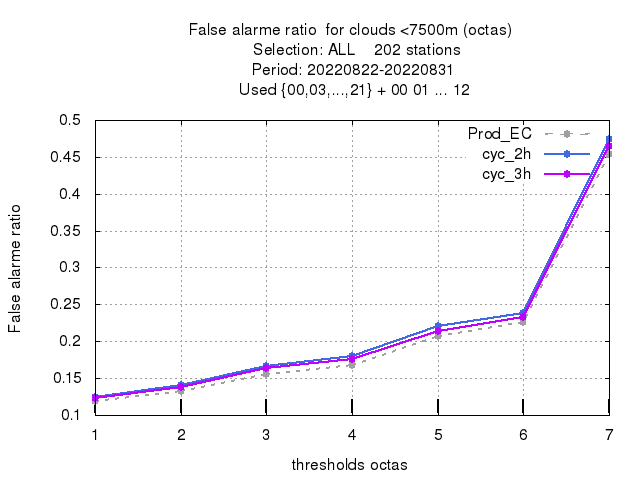 False alarme ratio  for clouds <7500m (octas)
Selection: ALL    202 stations
Period: 20220822-20220831
Used {00,03,...,21} + 00 01 ... 12
Prod_EC
cyc_2h
cyc_3h
0.5
0.45
0.4
0.35
0.3
0.25
0.2
0.15
0.1
False alarme ratio
1 2 3 4 5 6 7
thresholds octas